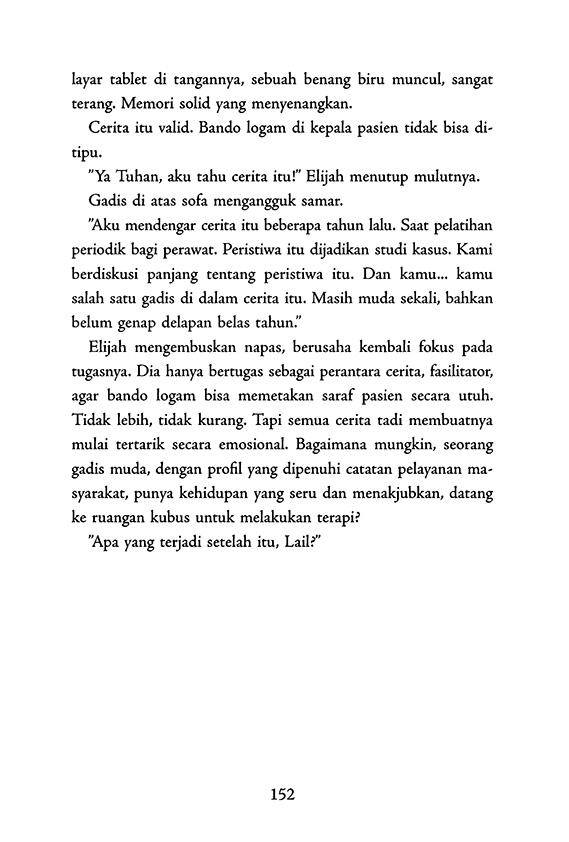 layar tablet di tangannya, sebuah benang biru muncul, sangat
terang. Memori solid yang menyenangkan.
Cerita itu valid. Bando logam di kepala pasien tidak bisa di-
tipu.
”Ya Tuhan, aku tahu cerita itu!” Elijah menutup mulutnya.
Gadis di atas sofa mengangguk samar.
”Aku mendengar cerita itu beberapa tahun lalu. Saat pelatihan
periodik bagi perawat. Peristiwa itu dijadikan studi kasus. Kami
berdiskusi panjang tentang peristiwa itu. Dan kamu... kamu
salah satu gadis di dalam cerita itu. Masih muda sekali, bahkan
belum genap delapan belas tahun.”
Elijah mengembuskan napas, berusaha kembali fokus pada
tugasnya. Dia hanya bertugas sebagai perantara cerita, fasilitator,
agar bando logam bisa memetakan saraf pasien secara utuh.
Tidak lebih, tidak kurang. Tapi semua cerita tadi membuatnya
mulai tertarik secara emosional. Bagaimana mungkin, seorang
gadis muda, dengan profil yang dipenuhi catatan pelayanan ma-
syarakat, punya kehidupan yang seru dan menakjubkan, datang
ke ruangan kubus untuk melakukan terapi?
”Apa yang terjadi setelah itu, Lail?”
152